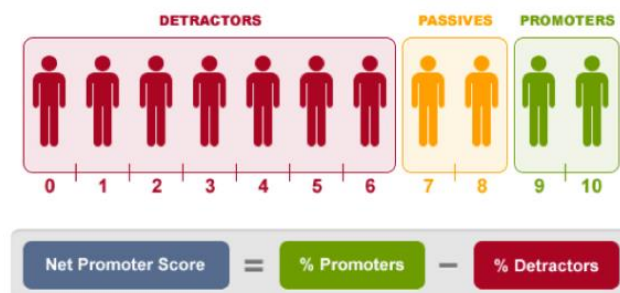 DETRACTORS PASSIVES PROMOTERS
0 1 2 3 4 5 6 7 8 9 10
Net Promoter Score = % Promoters − % Detractors